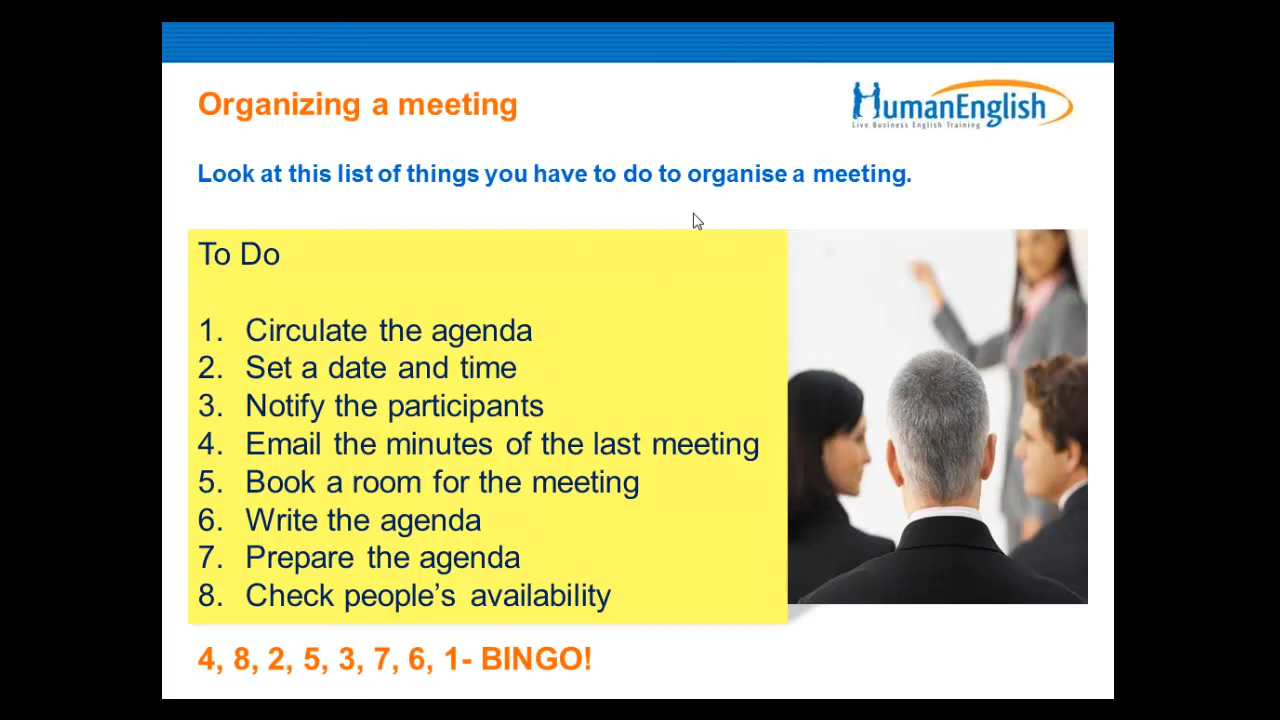 Organizing a meeting
HumanEnglish
Live Business English Training
Look at this list of things you have to do to organise a meeting.
To Do
1. Circulate the agenda
2. Set a date and time
3. Notify the participants
4. Email the minutes of the last meeting
5. Book a room for the meeting
6. Write the agenda
7. Prepare the agenda
8. Check people’s availability
4, 8, 2, 5, 3, 7, 6, 1- BINGO!